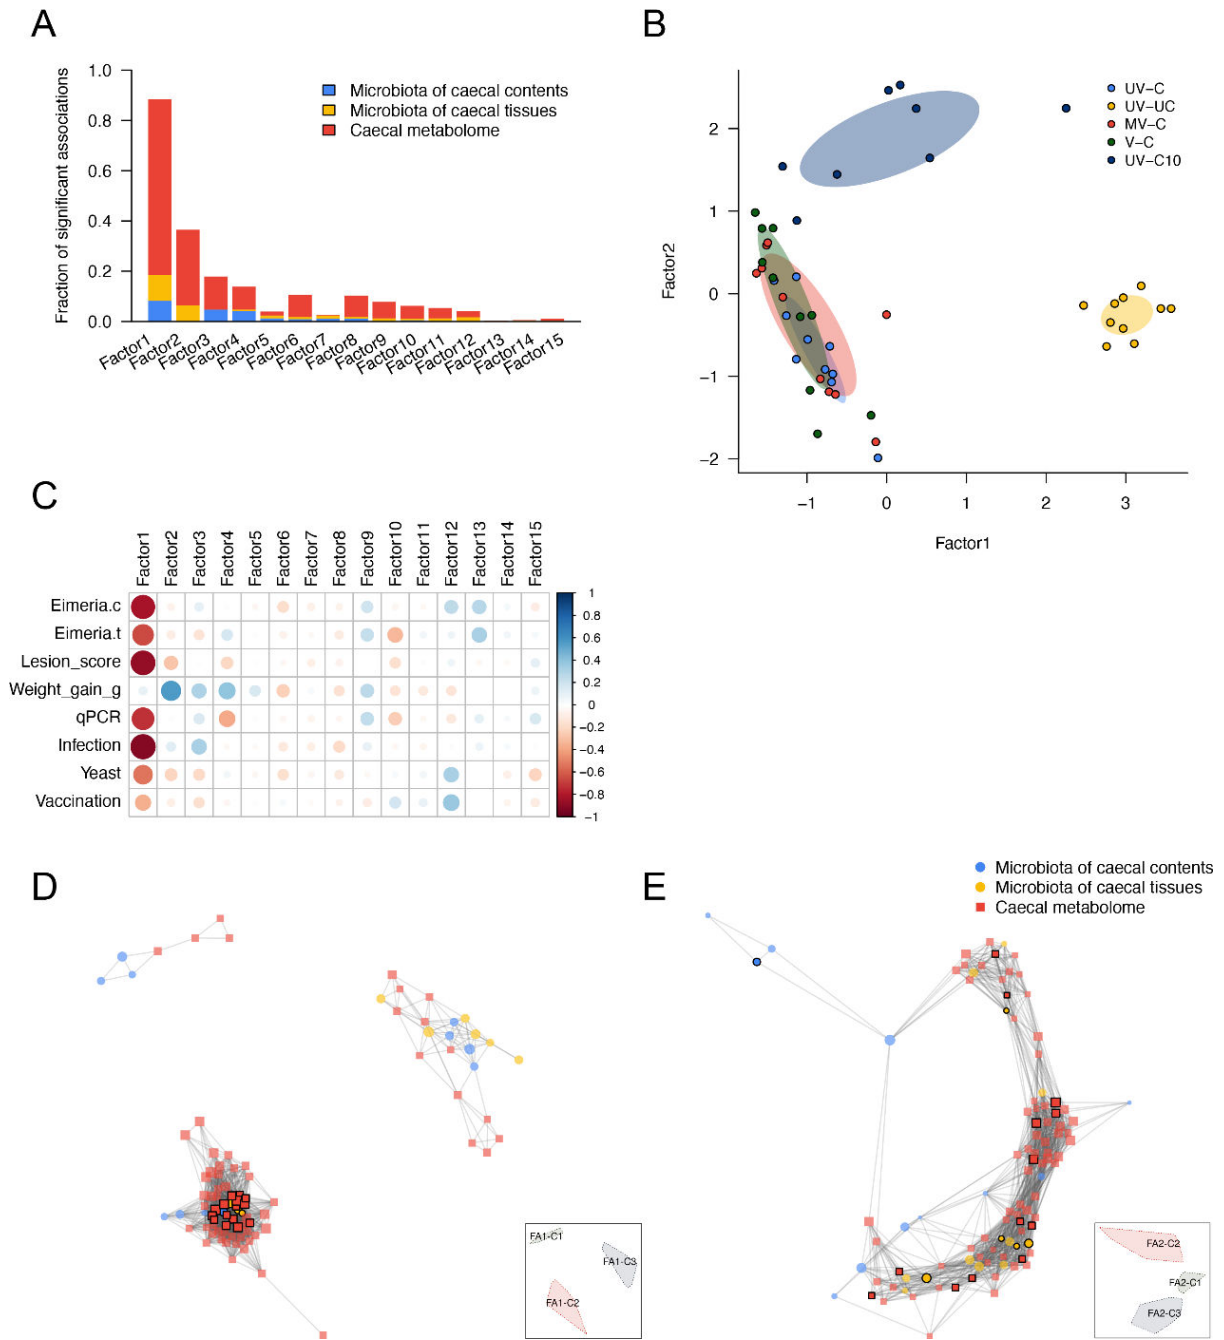 A
1.0
0.8
0.6
0.4
0.2
0.0
Fraction of significant associations
Microbiota of caecal contents
Microbiota of caecal tissues
Caecal metabolome
Factor1
Factor2
Factor3
Factor4
Factor5
Factor6
Factor7
Factor8
Factor9
Factor10
Factor11
Factor12
Factor13
Factor14
Factor15
B
2
1
0
−1
−2
Factor2
UV−C
UV−UC
MV−C
V−C
UV−C10
−1 0 1 2 3
Factor1
C
Factor1
Factor2
Factor3
Factor4
Factor5
Factor6
Factor7
Factor8
Factor9
Factor10
Factor11
Factor12
Factor13
Factor14
Factor15
Eimeria.c
Eimeria.t
Lesion_score
Weight_gain_g
qPCR
Infection
Yeast
Vaccination
1
0.8
0.6
0.4
0.2
0
−0.2
−0.4
−0.6
−0.8
−1
D
FA1-C1
FA1-C3
FA1-C2
E
Microbiota of caecal contents
Microbiota of caecal tissues
Caecal metabolome
FA2-C2
FA2-C1
FA2-C3